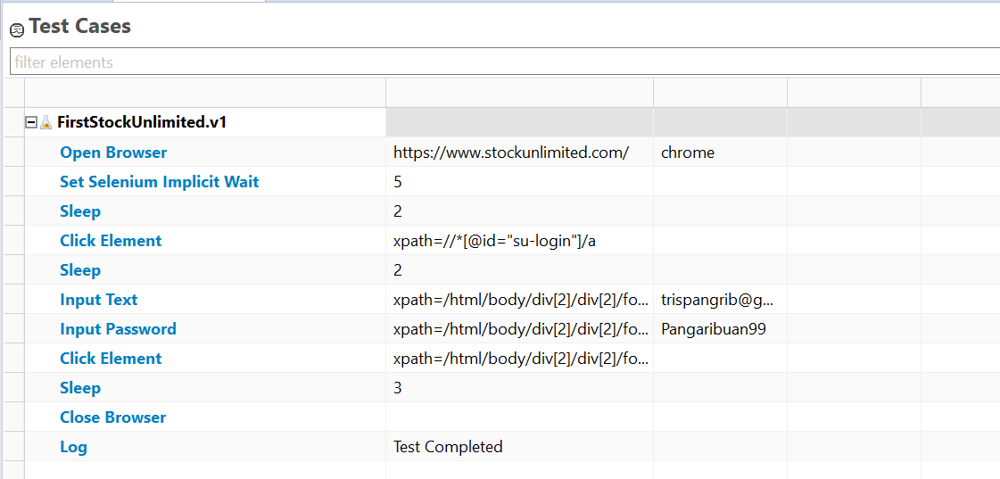 Test Cases
filter elements
FirstStockUnlimited.v1
Open Browser https://www.stockunlimited.com/ chrome
Set Selenium Implicit Wait 5
Sleep 2
Click Element xpath=//*[@id="su-login"]/a
Sleep 2
Input Text xpath=/html/body/div[2]/div[2]/fo... trispangrib@g...
Input Password xpath=/html/body/div[2]/div[2]/fo... Pangaribuan99
Click Element xpath=/html/body/div[2]/div[2]/fo...
Sleep 3
Close Browser
Log Test Completed